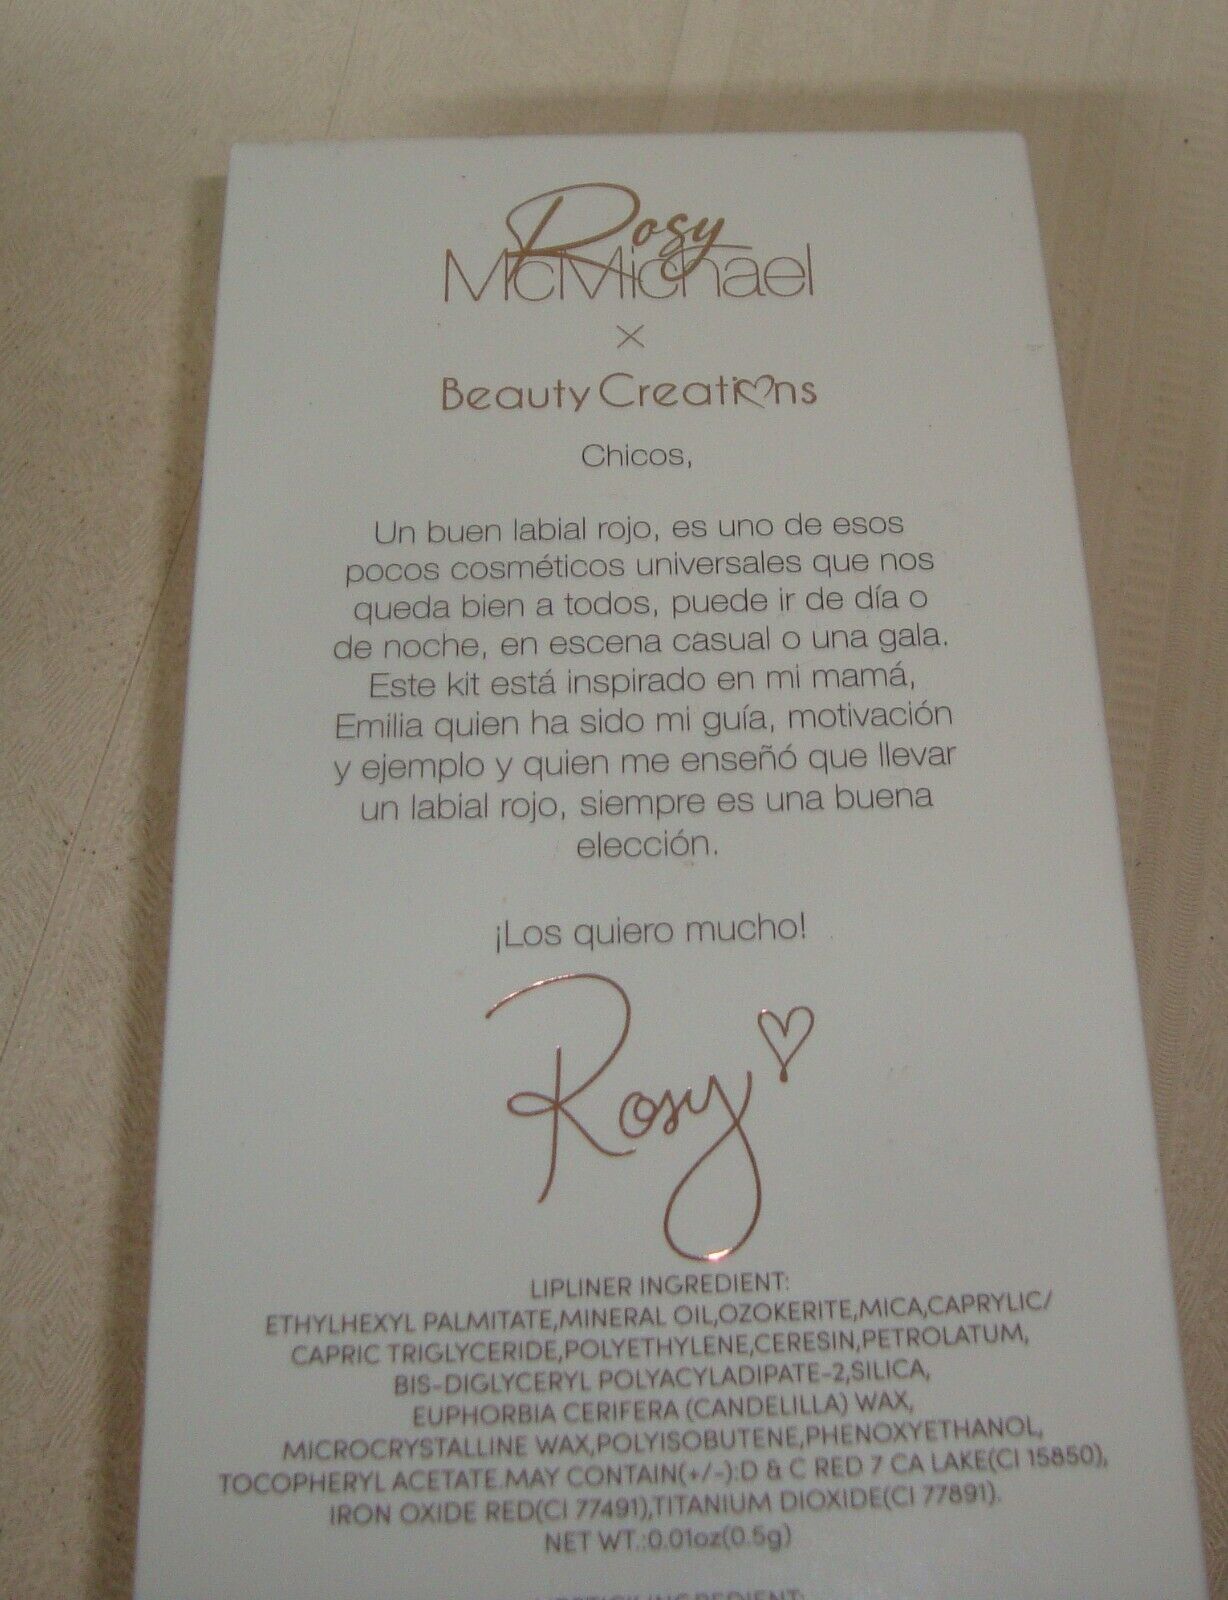 Rosy
McMichael
×
Beauty Creations
Chicos,
Un buen labial rojo, es uno de esos
pocos cosméticos universales que nos
queda bien a todos, puede ir de día o
de noche, en escena casual o una gala.
Este kit está inspirado en mi mamá,
Emilia quien ha sido mi guía, motivación
y ejemplo y quien me enseñó que llevar
un labial rojo, siempre es una buena
elección.
¡Los quiero mucho!
Rosy
LIPLINER INGREDIENT:
ETHYLHEXYL PALMITATE,MINERAL OIL,OZOKERITE,MICA,CAPRYLIC/
CAPRIC TRIGLYCERIDE,POLYETHYLENE,CERESIN,PETROLATUM,
BIS-DIGLYCERYL POLYACYLADIPATE-2,SILICA,
EUPHORBIA CERIFERA (CANDELILLA) WAX,
MICROCRYSTALLINE WAX,POLYISOBUTENE,PHENOXYETHANOL,
TOCOPHERYL ACETATE.MAY CONTAIN(+/-):D & C RED 7 CA LAKE(CI 15850),
IRON OXIDE RED(CI 77491),TITANIUM DIOXIDE(CI 77891).
NET WT.:0.01oz(0.5g)